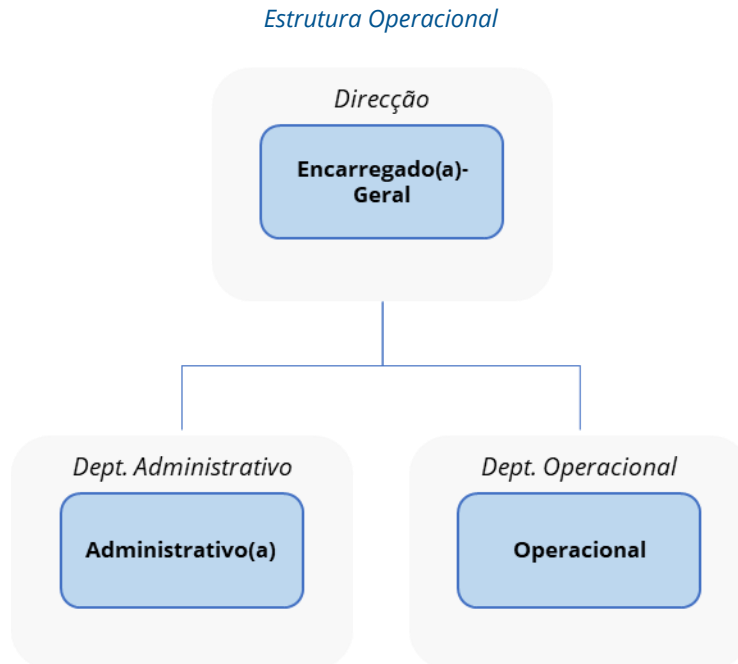 Estrutura Operacional
Direcção
Encarregado(a)-
Geral
Dept. Administrativo
Administrativo(a)
Dept. Operacional
Operacional